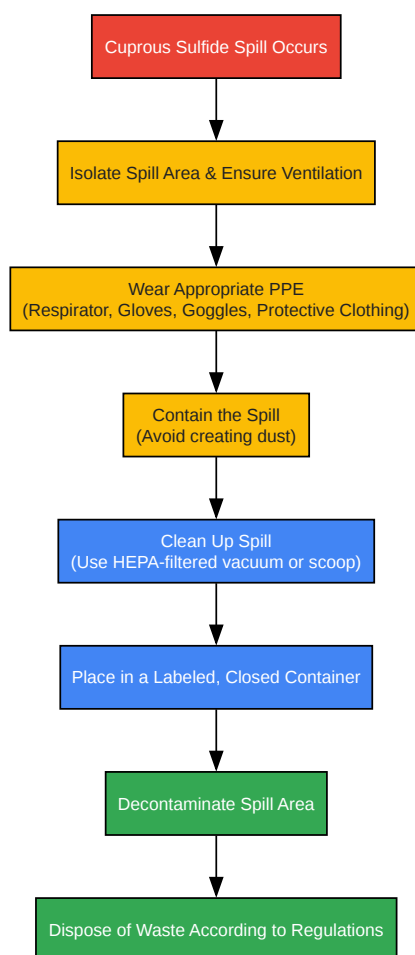 Cuprous Sulfide Spill Occurs
Isolate Spill Area & Ensure Ventilation
Wear Appropriate PPE
(Respirator, Gloves, Goggles, Protective Clothing)
Contain the Spill
(Avoid creating dust)
Clean Up Spill
(Use HEPA-filtered vacuum or scoop)
Place in a Labeled, Closed Container
Decontaminate Spill Area
Dispose of Waste According to Regulations